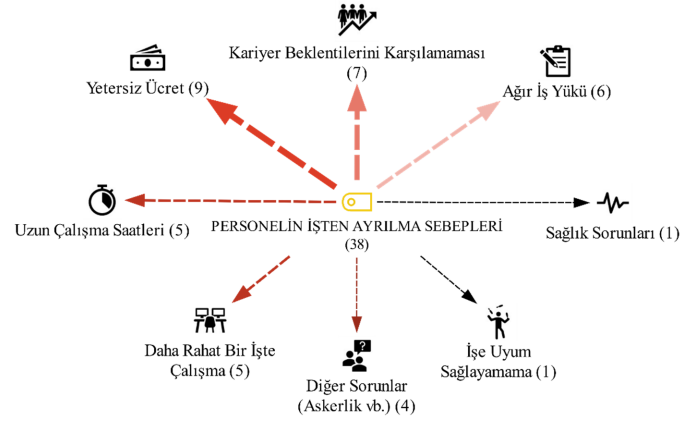 Kariyer Beklentilerini Karşılamaması
(7)
Yetersiz Ücret (9)
Ağır İş Yükü (6)
Uzun Çalışma Saatleri (5)
PERSONELİN İŞTEN AYRILMA SEBEPLERİ
(38)
Sağlık Sorunları (1)
Daha Rahat Bir İşte
Çalışma (5)
Diğer Sorunlar
(Askerlik vb.) (4)
İşe Uyum
Sağlayamama (1)